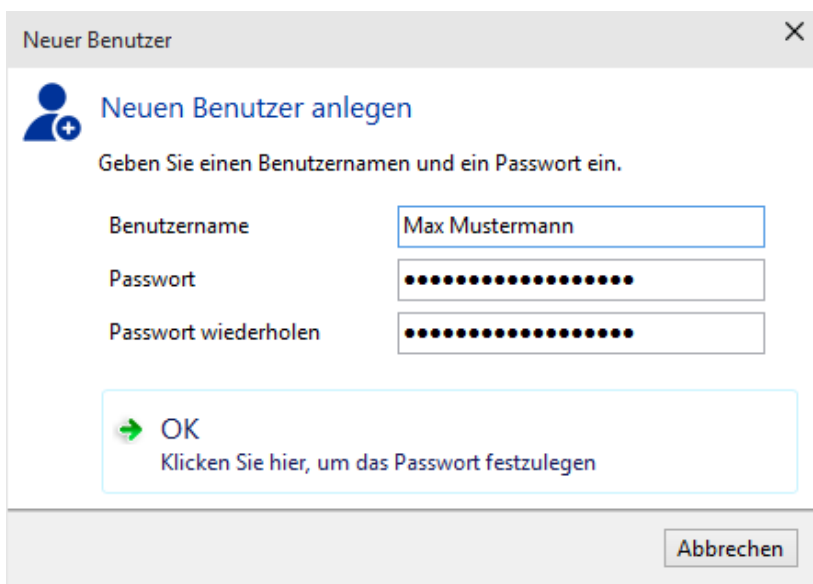 Neuer Benutzer
Neuen Benutzer anlegen
Geben Sie einen Benutzernamen und ein Passwort ein.
Benutzername Max Mustermann
Passwort ●●●●●●●●●●●●●●●●●●
Passwort wiederholen ●●●●●●●●●●●●●●●●●●
OK
Klicken Sie hier, um das Passwort festzulegen
Abbrechen